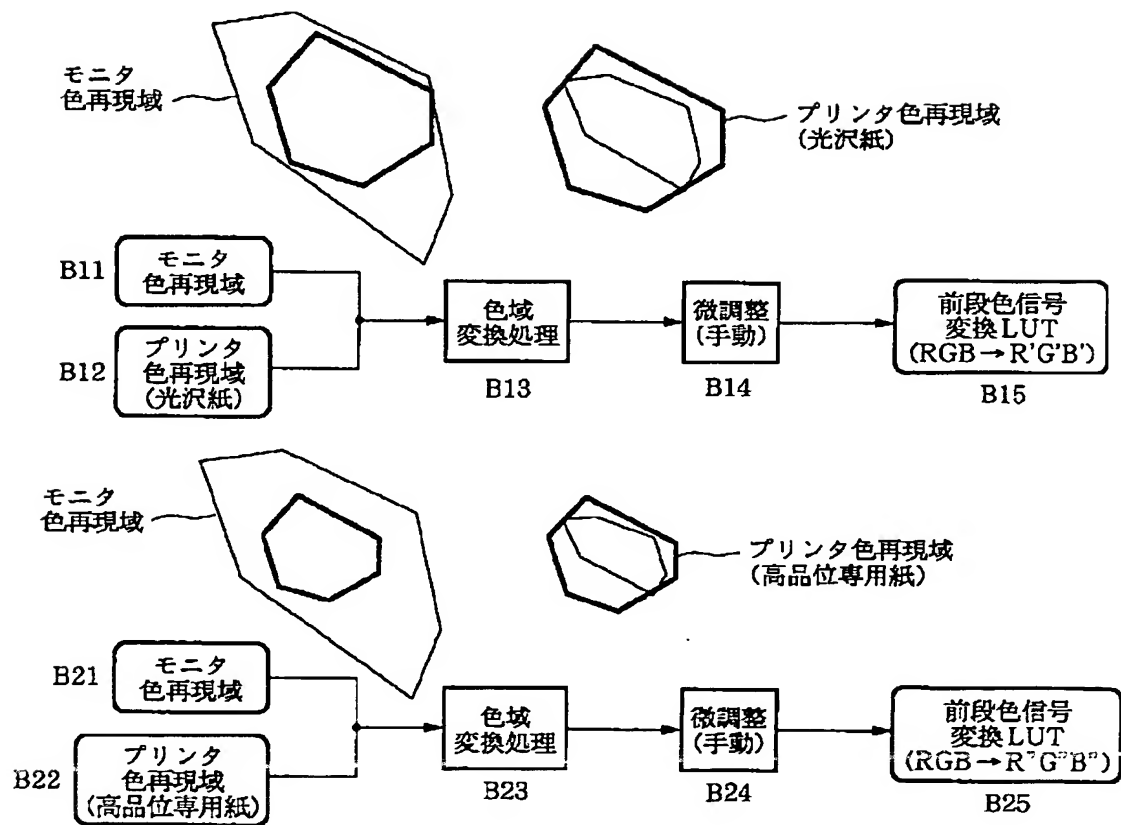 モニタ
色再現域
プリンタ色再現域
(光沢紙)
B11
モニタ
色再現域
B12
プリンタ
色再現域
(光沢紙)
色域
変換処理
B13
微調整
(手動)
B14
前段色信号
変換LUT
(RGB→R'G'B')
B15
モニタ
色再現域
プリンタ色再現域
(高品位専用紙)
B21
モニタ
色再現域
B22
プリンタ
色再現域
(高品位専用紙)
色域
変換処理
B23
微調整
(手動)
B24
前段色信号
変換LUT
(RGB→R"G"B")
B25